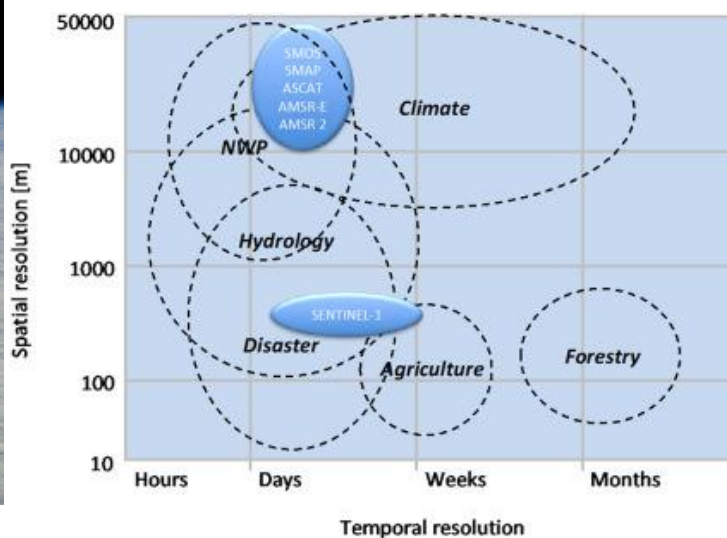 50000
SMOS
SMAP
ASCAT
AMSR-E
AMSR 2
Climate
NWP
10000
Hydrology
1000
SENTINEL-1
Disaster
Agriculture
Forestry
100
10
Spatial resolution [m]
Hours Days Weeks Months
Temporal resolution